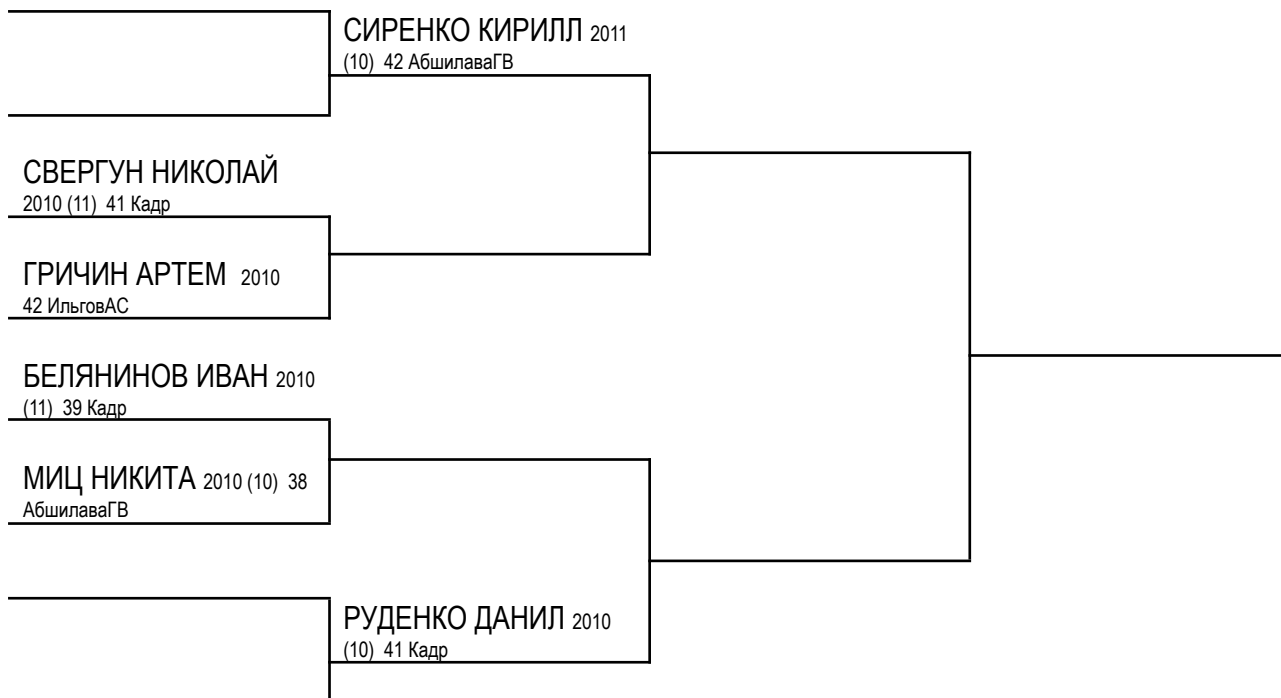 СИРЕНКО КИРИЛЛ 2011
(10) 42 АбшилаваГВ
СВЕРГУН НИКОЛАЙ
2010 (11) 41 Кадр
ГРИЧИН АРТЕМ 2010
42 ИльговАС
БЕЛЯНИНОВ ИВАН 2010
(11) 39 Кадр
МИЦ НИКИТА 2010 (10) 38
АбшилаваГВ
РУДЕНКО ДАНИЛ 2010
(10) 41 Кадр